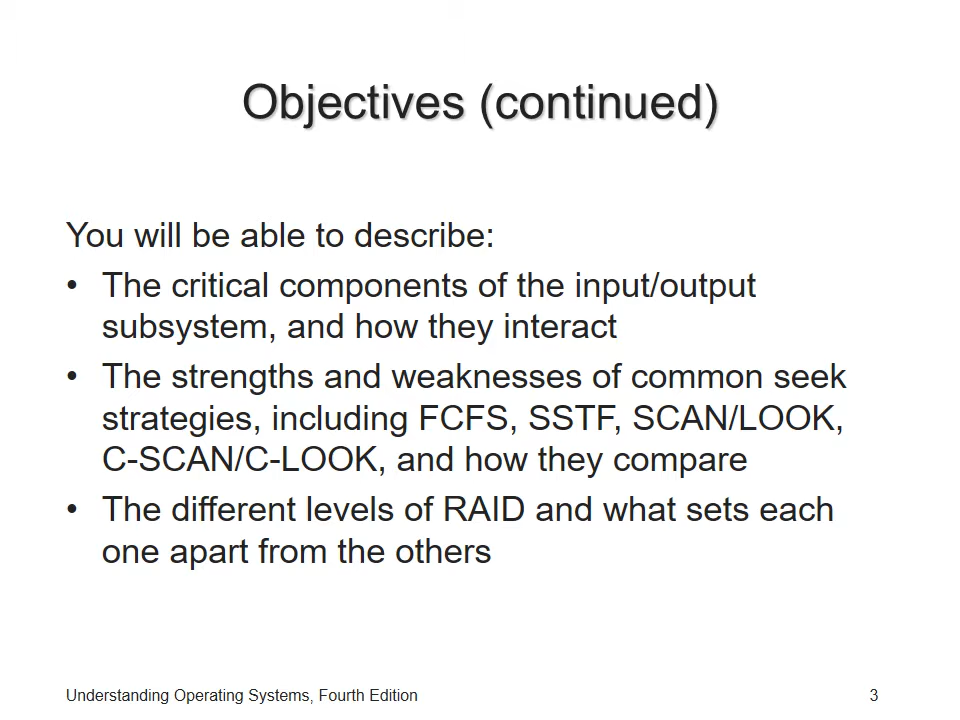 Objectives (continued)
You will be able to describe:
• The critical components of the input/output
subsystem, and how they interact
• The strengths and weaknesses of common seek
strategies, including FCFS, SSTF, SCAN/LOOK,
C-SCAN/C-LOOK, and how they compare
• The different levels of RAID and what sets each
one apart from the others
Understanding Operating Systems, Fourth Edition
3